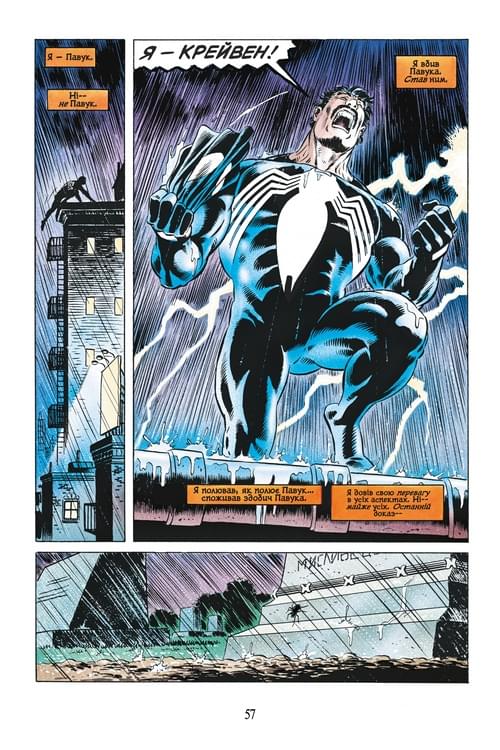 Я – Павук.
Ні--
не Павук.
Я – КРЕЙВЕН!
Я вбив
Павука.
Став ним.
Я полював, як полює Павук...
споживав здобич Павука.
Я довів свою перевагу
в усіх аспектах. Ні--
майже усіх. Останній
доказ--
57